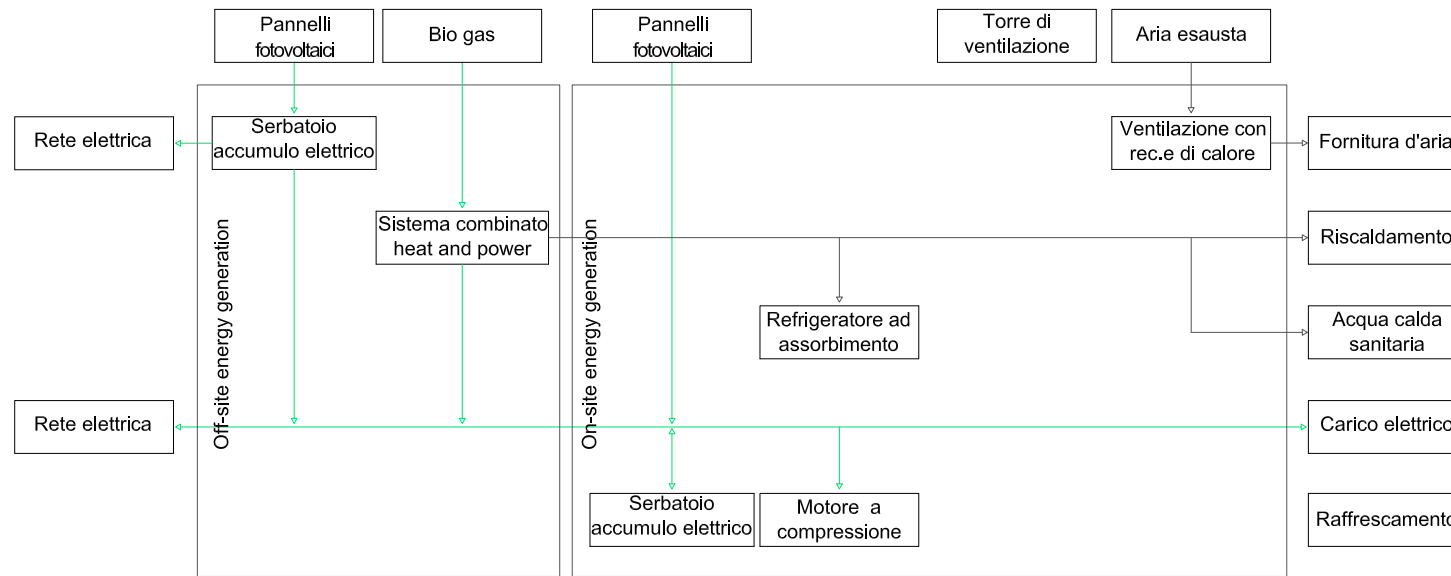 Pannelli
fotovoltaici
Bio gas
Pannelli
fotovoltaici
Torre di
ventilazione
Aria esausta
Rete elettrica
Serbatoio
accumulo elettrico
Ventilazione con
rec.e di calore
Fornitura d'aria
Off-site energy generation
Sistema combinato
heat and power
On-site energy generation
Riscaldamento
Refrigeratore ad
assorbimento
Acqua calda
sanitaria
Rete elettrica
Carico elettrico
Serbatoio
accumulo elettrico
Motore a
compressione
Raffrescamento